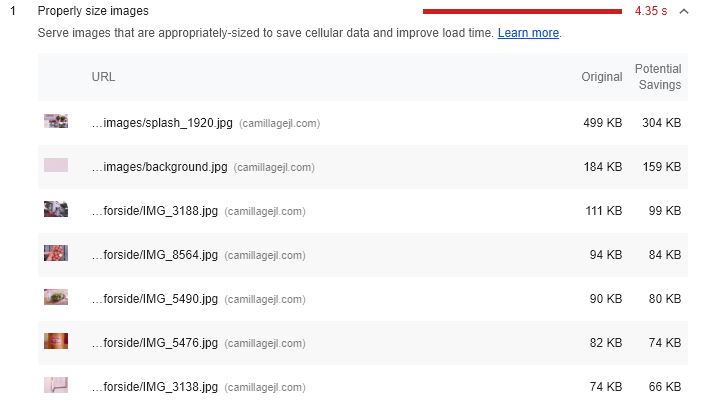 1 Properly size images 4.35 s
Serve images that are appropriately-sized to save cellular data and improve load time. Learn more.
URL Original Potential Savings
...images/splash_1920.jpg (camillagejl.com) 499 KB 304 KB
...images/background.jpg (camillagejl.com) 184 KB 159 KB
...forside/IMG_3188.jpg (camillagejl.com) 111 KB 99 KB
...forside/IMG_8564.jpg (camillagejl.com) 94 KB 84 KB
...forside/IMG_5490.jpg (camillagejl.com) 90 KB 80 KB
...forside/IMG_5476.jpg (camillagejl.com) 82 KB 74 KB
...forside/IMG_3138.jpg (camillagejl.com) 74 KB 66 KB